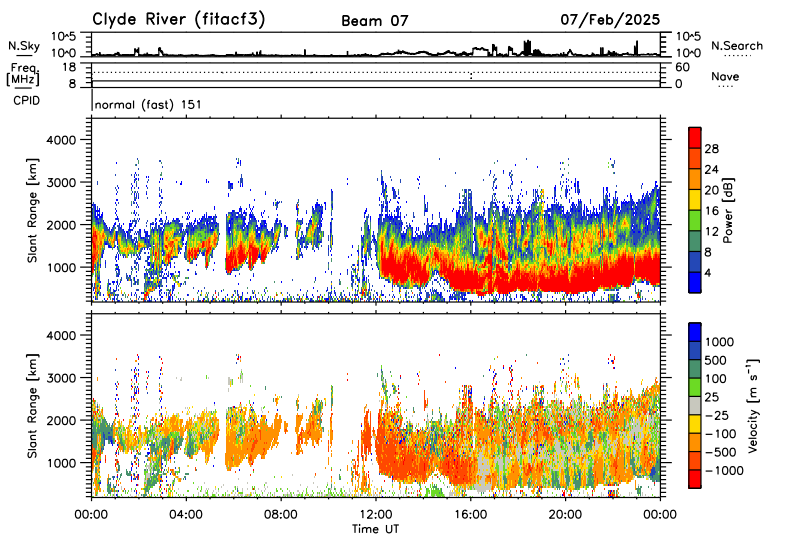 Clyde River (fitacf3) Beam 07 07/Feb/2025
N.Sky 10^5 10^0 10^5 10^0 N.Search
Freq. [MHz] 18 8 60 0 Nave
CPID normal (fast) 151
Slant Range [km] 4000 3000 2000 1000
Power [dB] 28 24 20 16 12 8 4
Slant Range [km] 4000 3000 2000 1000
Velocity [m s^-1] 1000 500 100 25 -25 -100 -500 -1000
00:00 04:00 08:00 12:00 16:00 20:00 00:00
Time UT